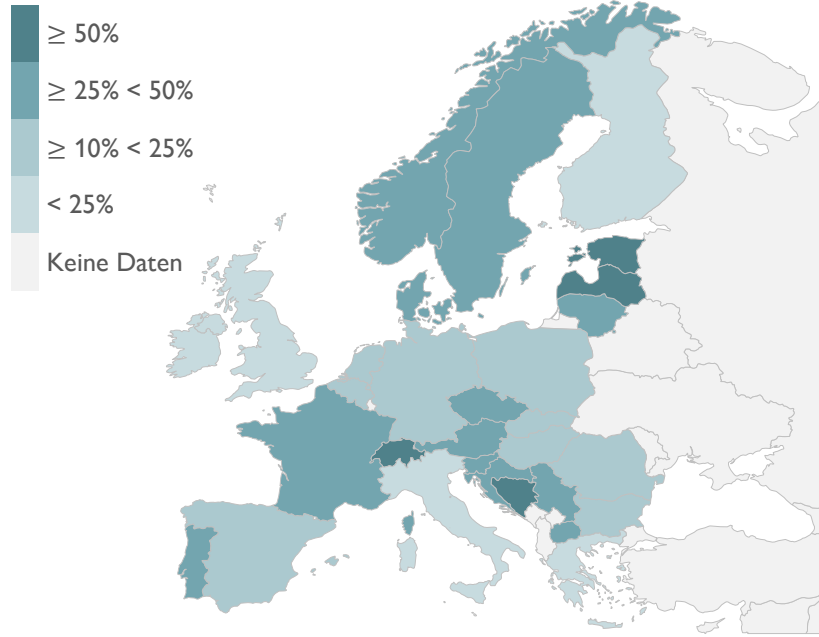 ≥ 50%
≥ 25% < 50%
≥ 10% < 25%
< 25%
Keine Daten